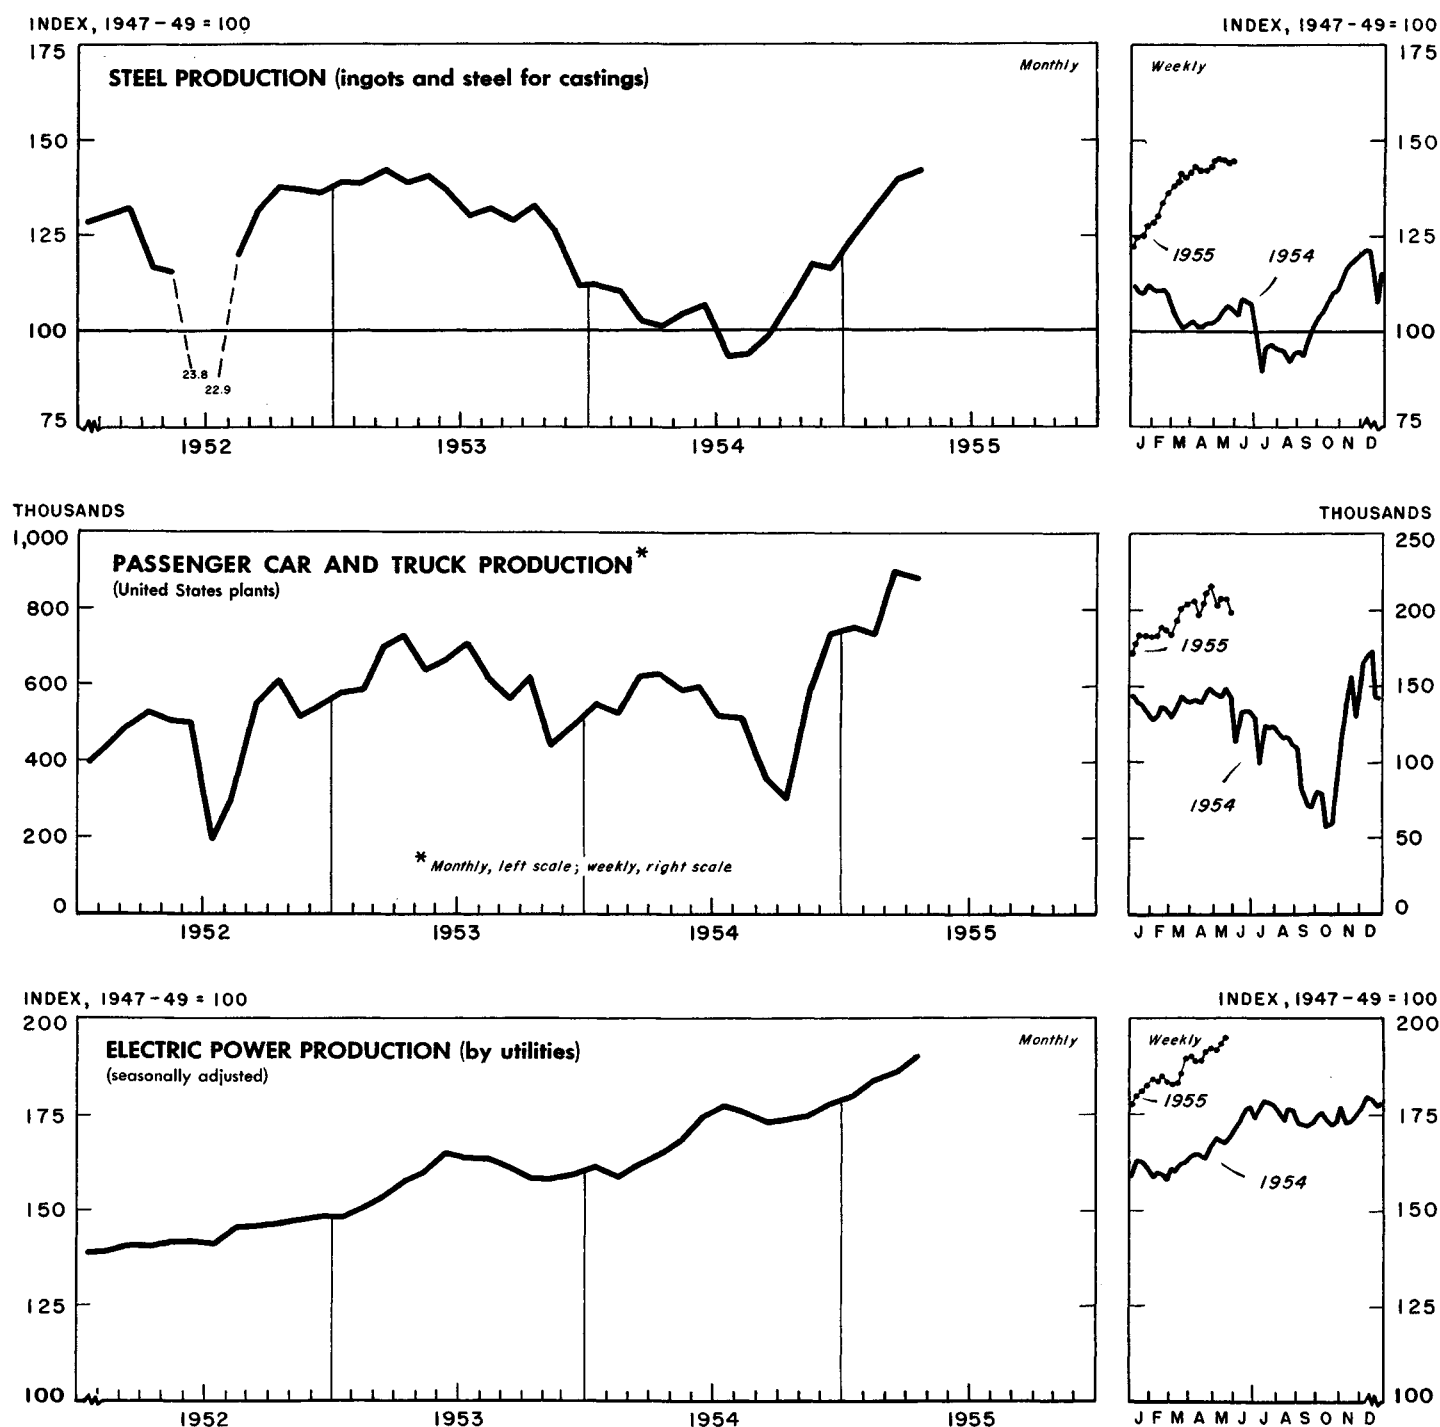 INDEX, 1947-49 = 100
INDEX, 1947-49 = 100
175
STEEL PRODUCTION (ingots and steel for castings)
Monthly
Weekly
175
150
150
125
1955
1954
125
100
100
23.8
22.9
75
75
1952
1953
1954
1955
J F M A M J J A S O N D
THOUSANDS
THOUSANDS
1,000
PASSENGER CAR AND TRUCK PRODUCTION*
(United States plants)
250
800
200
1955
600
150
400
100
1954
200
50
* Monthly, left scale; weekly, right scale
0
0
1952
1953
1954
1955
J F M A M J J A S O N D
INDEX, 1947-49 = 100
INDEX, 1947-49 = 100
200
ELECTRIC POWER PRODUCTION (by utilities)
(seasonally adjusted)
Monthly
Weekly
200
175
1955
175
1954
150
150
125
125
100
100
1952
1953
1954
1955
J F M A M J J A S O N D